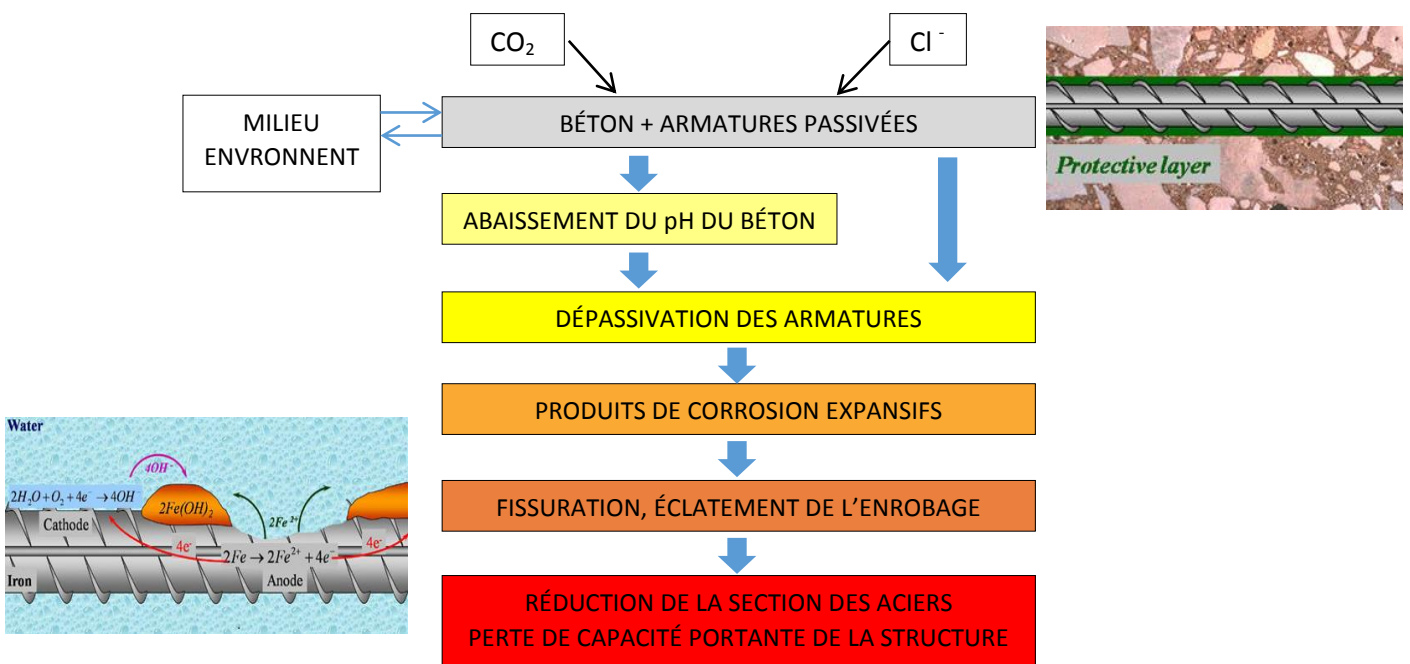 CO₂
Cl ⁻
MILIEU
ENVRONNENT
BÉTON + ARMATURES PASSIVÉES
Protective layer
ABAISSEMENT DU pH DU BÉTON
DÉPASSIVATION DES ARMATURES
PRODUITS DE CORROSION EXPANSIFS
FISSURATION, ÉCLATEMENT DE L’ENROBAGE
RÉDUCTION DE LA SECTION DES ACIERS
PERTE DE CAPACITÉ PORTANTE DE LA STRUCTURE
Water
4OH⁻
2H₂O+O₂+4e⁻→4OH
2Fe(OH)₂
2Fe²⁺
Cathode
4e⁻
2Fe→2Fe²⁺+4e⁻
4e⁻
Iron
Anode